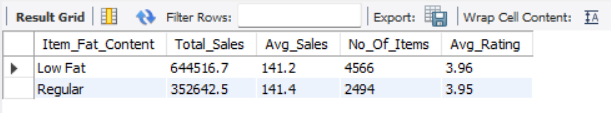 Result Grid Filter Rows: Export: Wrap Cell Content: IA
Item_Fat_Content Total_Sales Avg_Sales No_Of_Items Avg_Rating
Low Fat 644516.7 141.2 4566 3.96
Regular 352642.5 141.4 2494 3.95